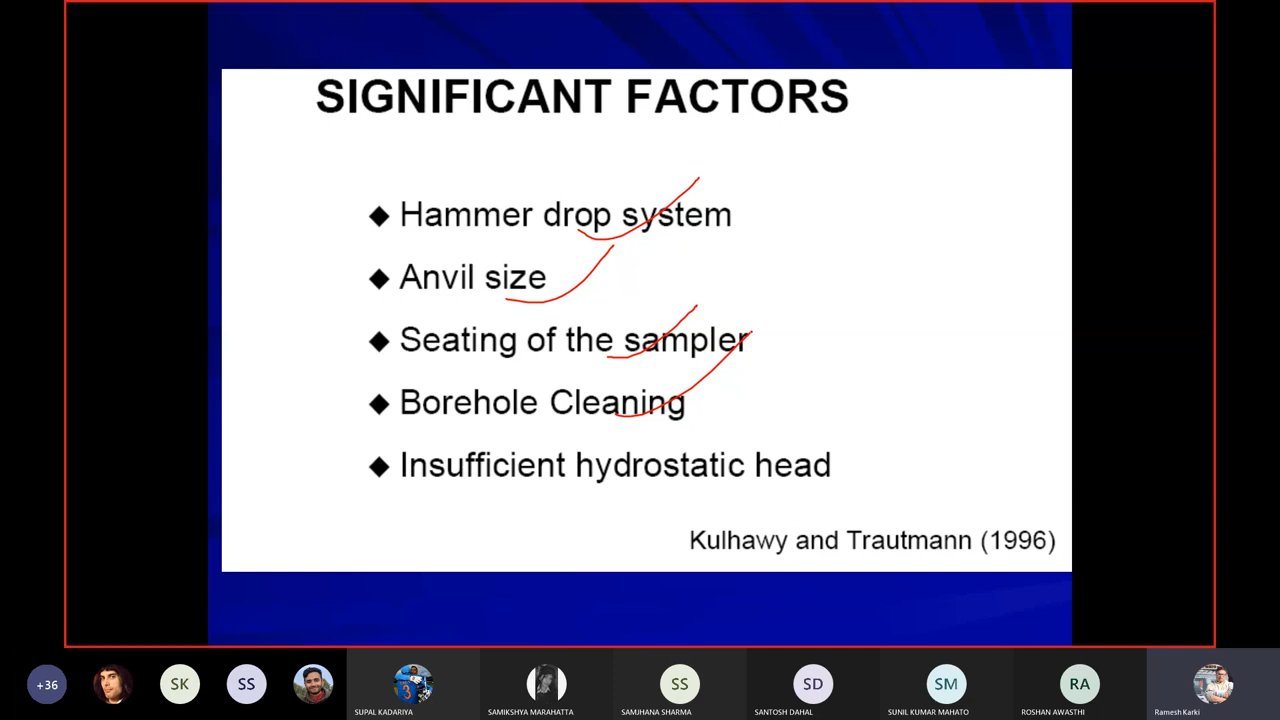 SIGNIFICANT FACTORS
◆ Hammer drop system
◆ Anvil size
◆ Seating of the sampler
◆ Borehole Cleaning
◆ Insufficient hydrostatic head
Kulhawy and Trautmann (1996)
+36
SK
SS
SS
SD
SM
RA
SUPAL KADARIYA
SAMIKSHYA MARAHATTA
SAMJHANA SHARMA
SANTOSH DAHAL
SUNIL KUMAR MAHATO
ROSHAN AWASTHI
Ramesh Karki